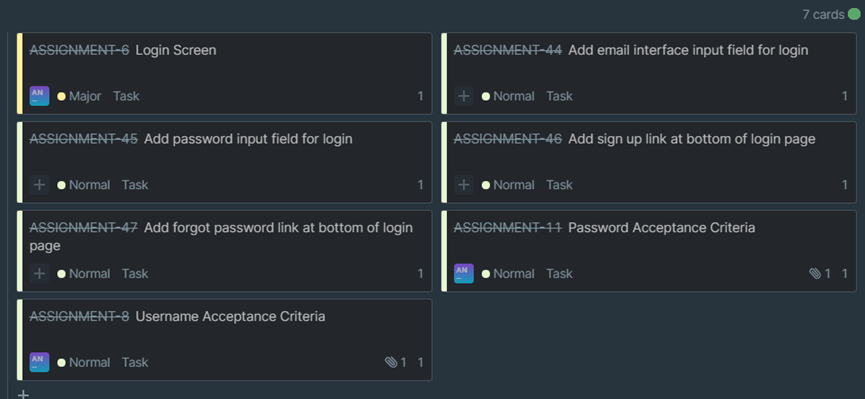 7 cards
ASSIGNMENT-6 Login Screen
AN
Major Task 1
ASSIGNMENT-44 Add email interface input field for login
Normal Task 1
ASSIGNMENT-45 Add password input field for login
Normal Task 1
ASSIGNMENT-46 Add sign up link at bottom of login page
Normal Task 1
ASSIGNMENT-47 Add forgot password link at bottom of login
page
Normal Task 1
ASSIGNMENT-11 Password Acceptance Criteria
AN
Normal Task 1 1
ASSIGNMENT-8 Username Acceptance Criteria
AN
Normal Task 1 1